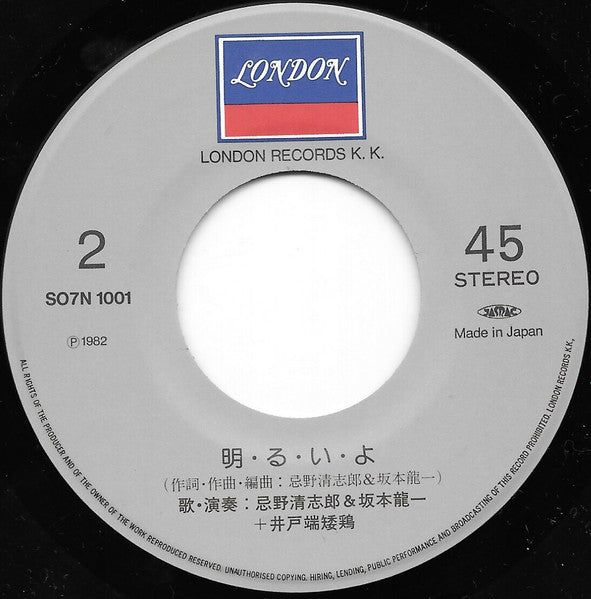 LONDON
LONDON RECORDS K. K.
2
45
STEREO
SO7N 1001
JASRAC
Ⓟ1982
Made in Japan
明・る・い・よ
(作詞・作曲・編曲：忌野清志郎&坂本龍一)
歌・演奏：忌野清志郎&坂本龍一
＋井戸端矮鶏
ALL RIGHTS OF THE PRODUCER AND OF THE OWNER OF THE WORK REPRODUCED RESERVED. UNAUTHORISED COPYING, HIRING, LENDING, PUBLIC PERFORMANCE AND BROADCASTING OF THIS RECORD PROHIBITED. LONDON RECORDS K.K.